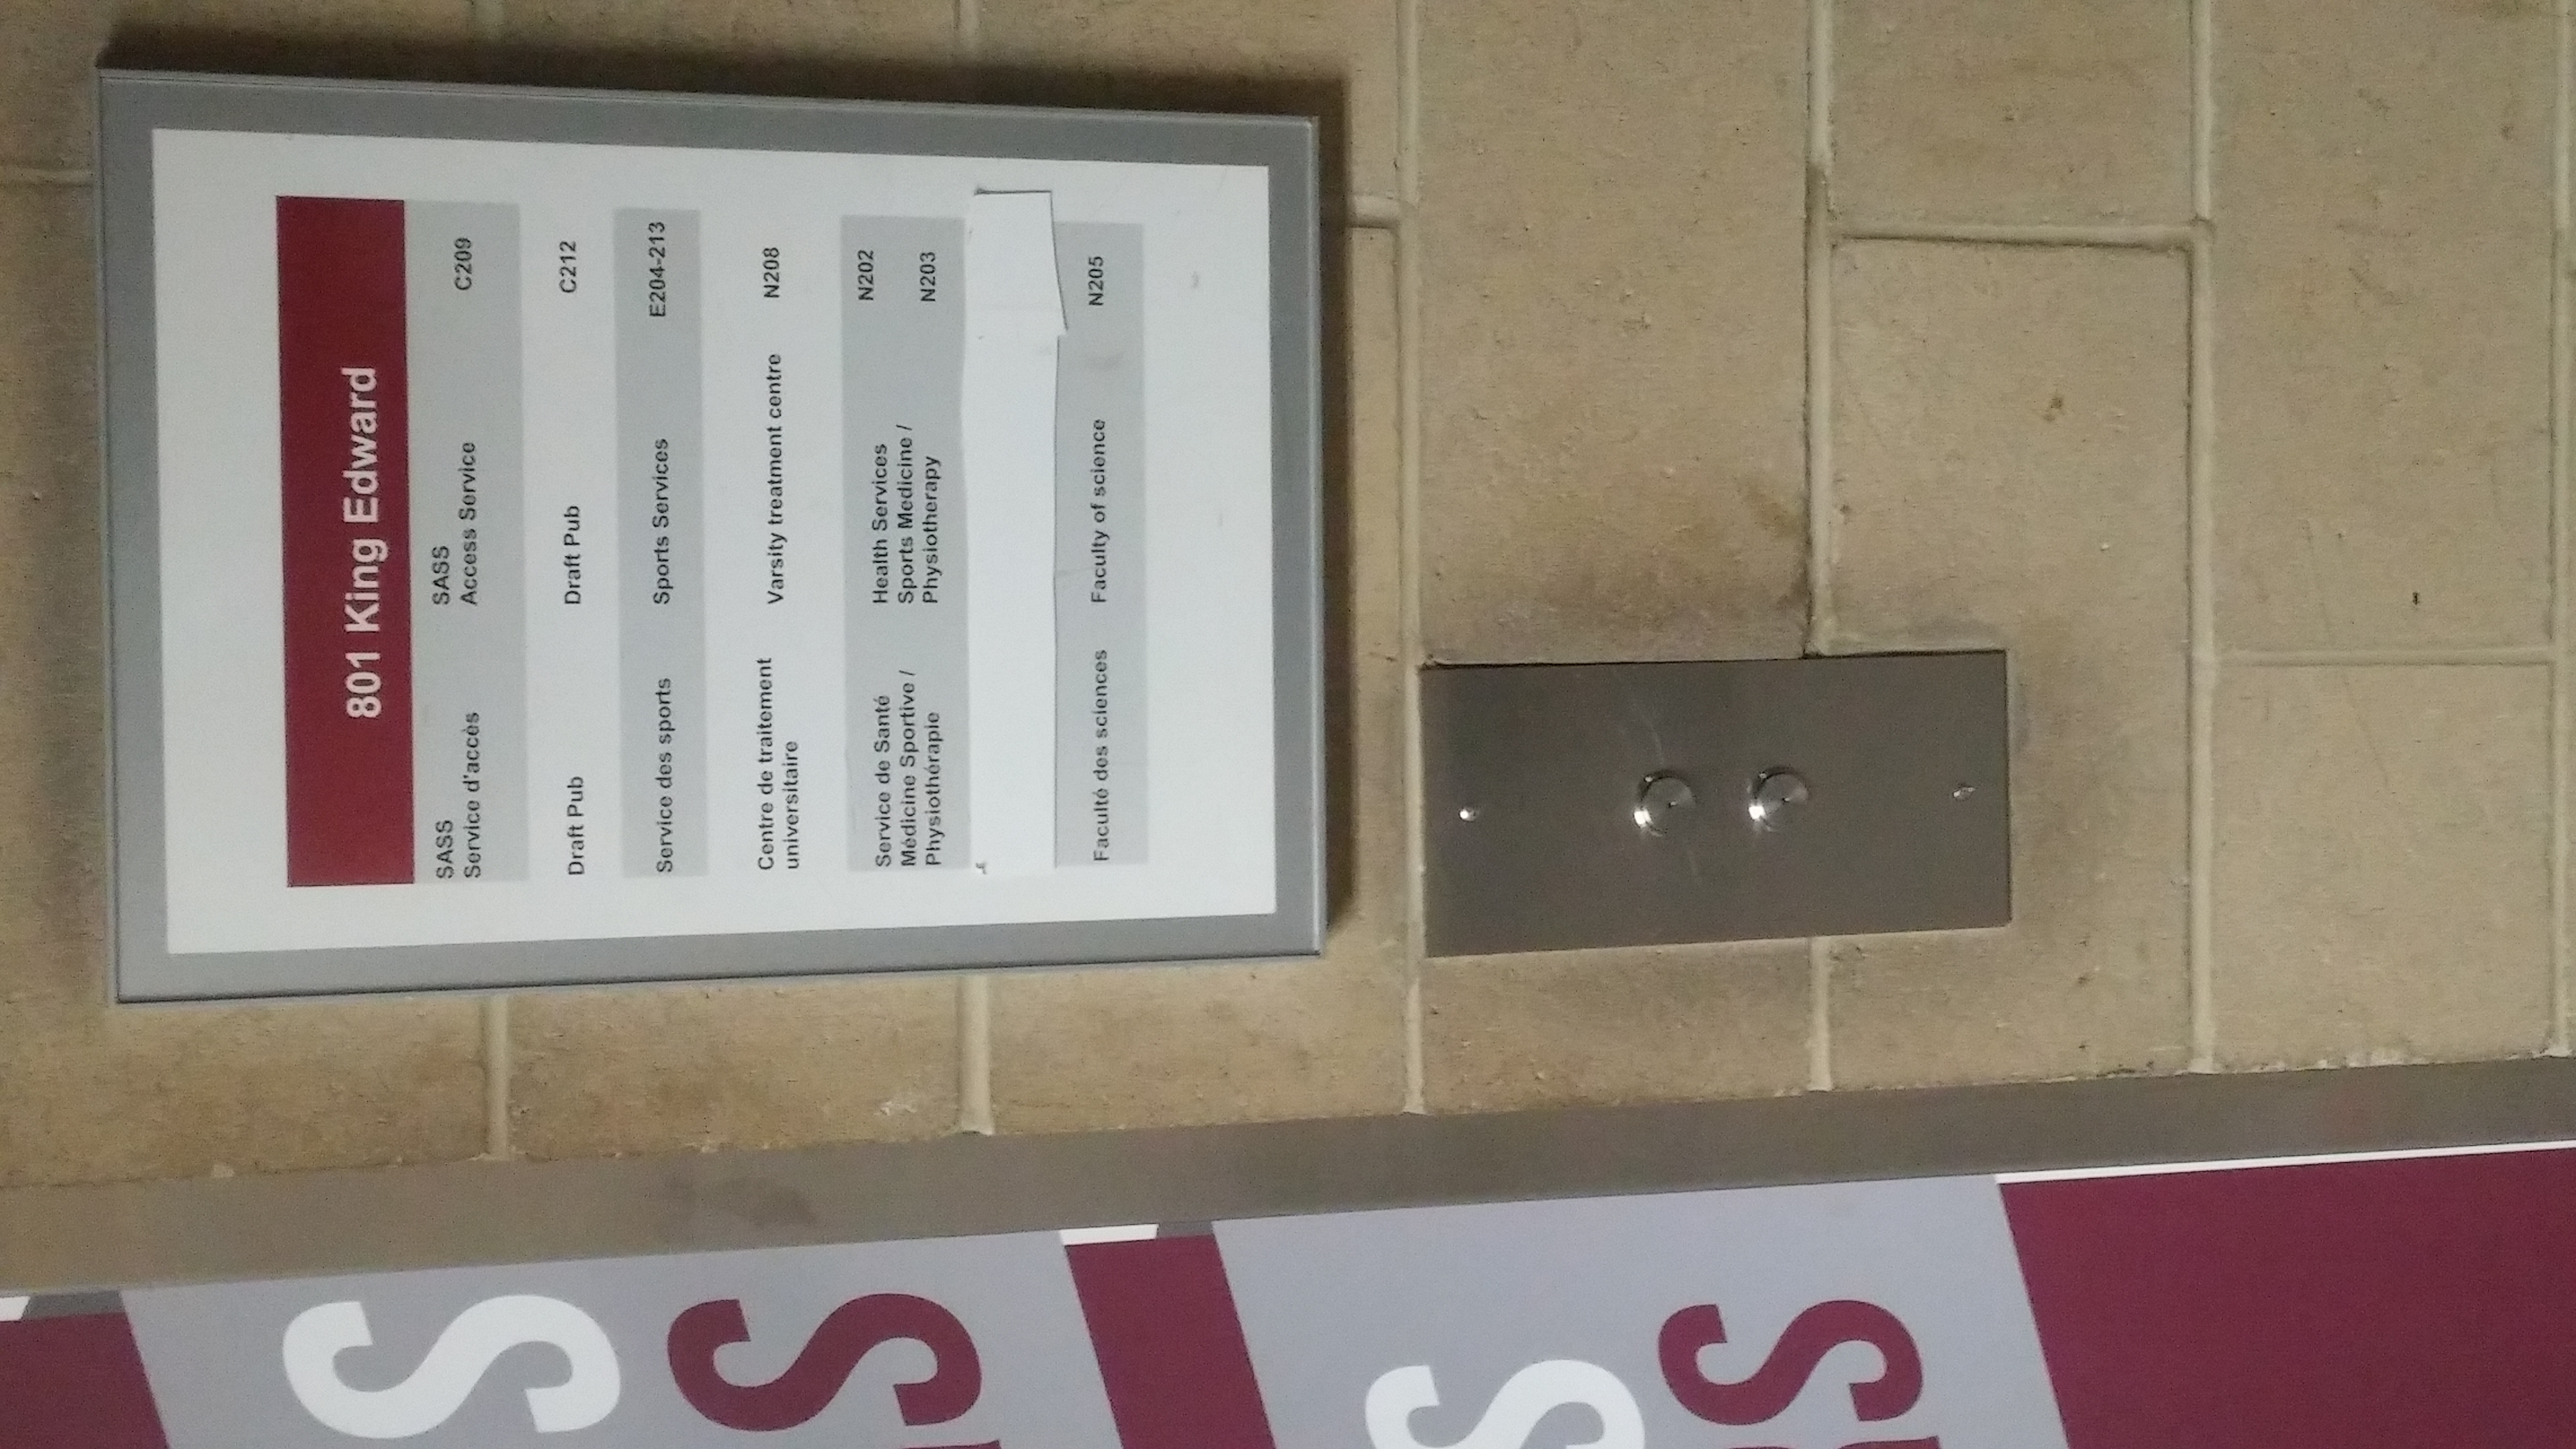 801 King Edward
SASS
Service d'accès
SASS
Access Service
C209
Draft Pub
Draft Pub
C212
Service des sports
Sports Services
E204-213
Centre de traitement
universitaire
Varsity treatment centre
N208
Service de Santé
Médicine Sportive /
Physiothérapie
Health Services
Sports Medicine /
Physiotherapy
N202
N203
Faculté des sciences
Faculty of science
N205
S
S
S
RS